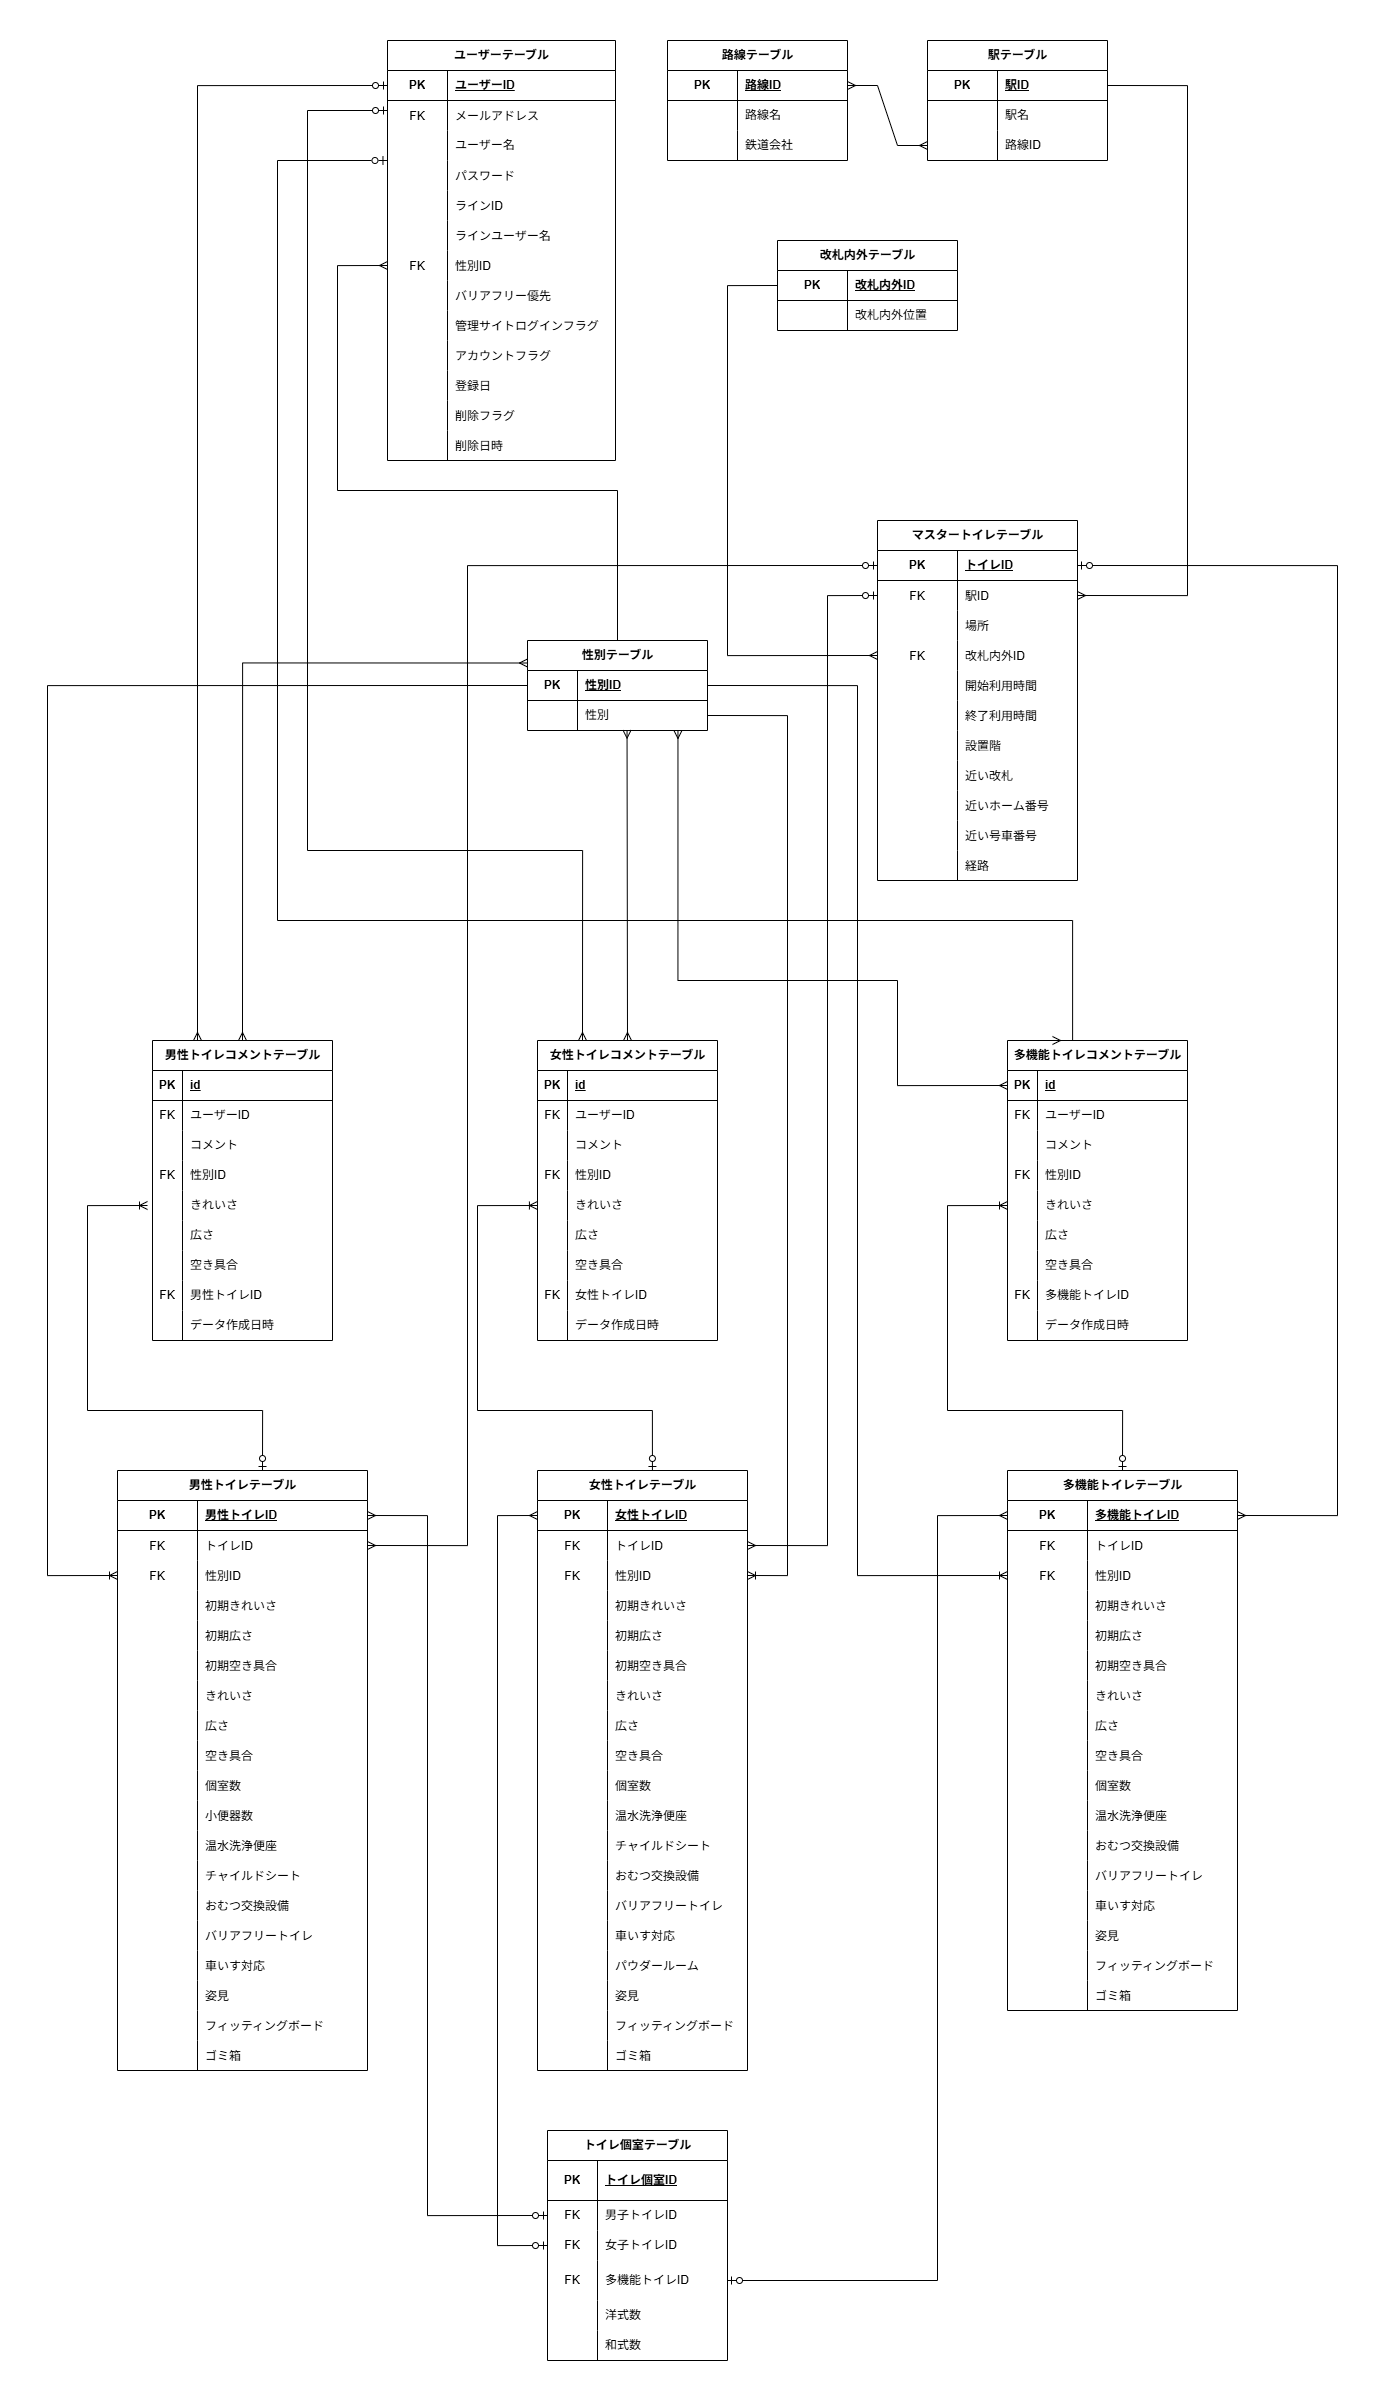 ユーザーテーブル
PK ユーザーID
FK メールアドレス
ユーザー名
パスワード
ラインID
ラインユーザー名
FK 性別ID
バリアフリー優先
管理サイトログインフラグ
アカウントフラグ
登録日
削除フラグ
削除日時
路線テーブル
PK 路線ID
路線名
鉄道会社
駅テーブル
PK 駅ID
駅名
路線ID
改札内外テーブル
PK 改札内外ID
改札内外位置
マスタートイレテーブル
PK トイレID
FK 駅ID
場所
FK 改札内外ID
開始利用時間
終了利用時間
設置階
近い改札
近いホーム番号
近い号車番号
経路
性別テーブル
PK 性別ID
性別
男性トイレコメントテーブル
PK id
FK ユーザーID
コメント
FK 性別ID
きれいさ
広さ
空き具合
FK 男性トイレID
データ作成日時
女性トイレコメントテーブル
PK id
FK ユーザーID
コメント
FK 性別ID
きれいさ
広さ
空き具合
FK 女性トイレID
データ作成日時
多機能トイレコメントテーブル
PK id
FK ユーザーID
コメント
FK 性別ID
きれいさ
広さ
空き具合
FK 多機能トイレID
データ作成日時
男性トイレテーブル
PK 男性トイレID
FK トイレID
FK 性別ID
初期きれいさ
初期広さ
初期空き具合
きれいさ
広さ
空き具合
個室数
小便器数
温水洗浄便座
チャイルドシート
おむつ交換設備
バリアフリートイレ
車いす対応
姿見
フィッティングボード
ゴミ箱
女性トイレテーブル
PK 女性トイレID
FK トイレID
FK 性別ID
初期きれいさ
初期広さ
初期空き具合
きれいさ
広さ
空き具合
個室数
温水洗浄便座
チャイルドシート
おむつ交換設備
バリアフリートイレ
車いす対応
パウダールーム
姿見
フィッティングボード
ゴミ箱
多機能トイレテーブル
PK 多機能トイレID
FK トイレID
FK 性別ID
初期きれいさ
初期広さ
初期空き具合
きれいさ
広さ
空き具合
個室数
温水洗浄便座
おむつ交換設備
バリアフリートイレ
車いす対応
姿見
フィッティングボード
ゴミ箱
トイレ個室テーブル
PK トイレ個室ID
FK 男子トイレID
FK 女子トイレID
FK 多機能トイレID
洋式数
和式数